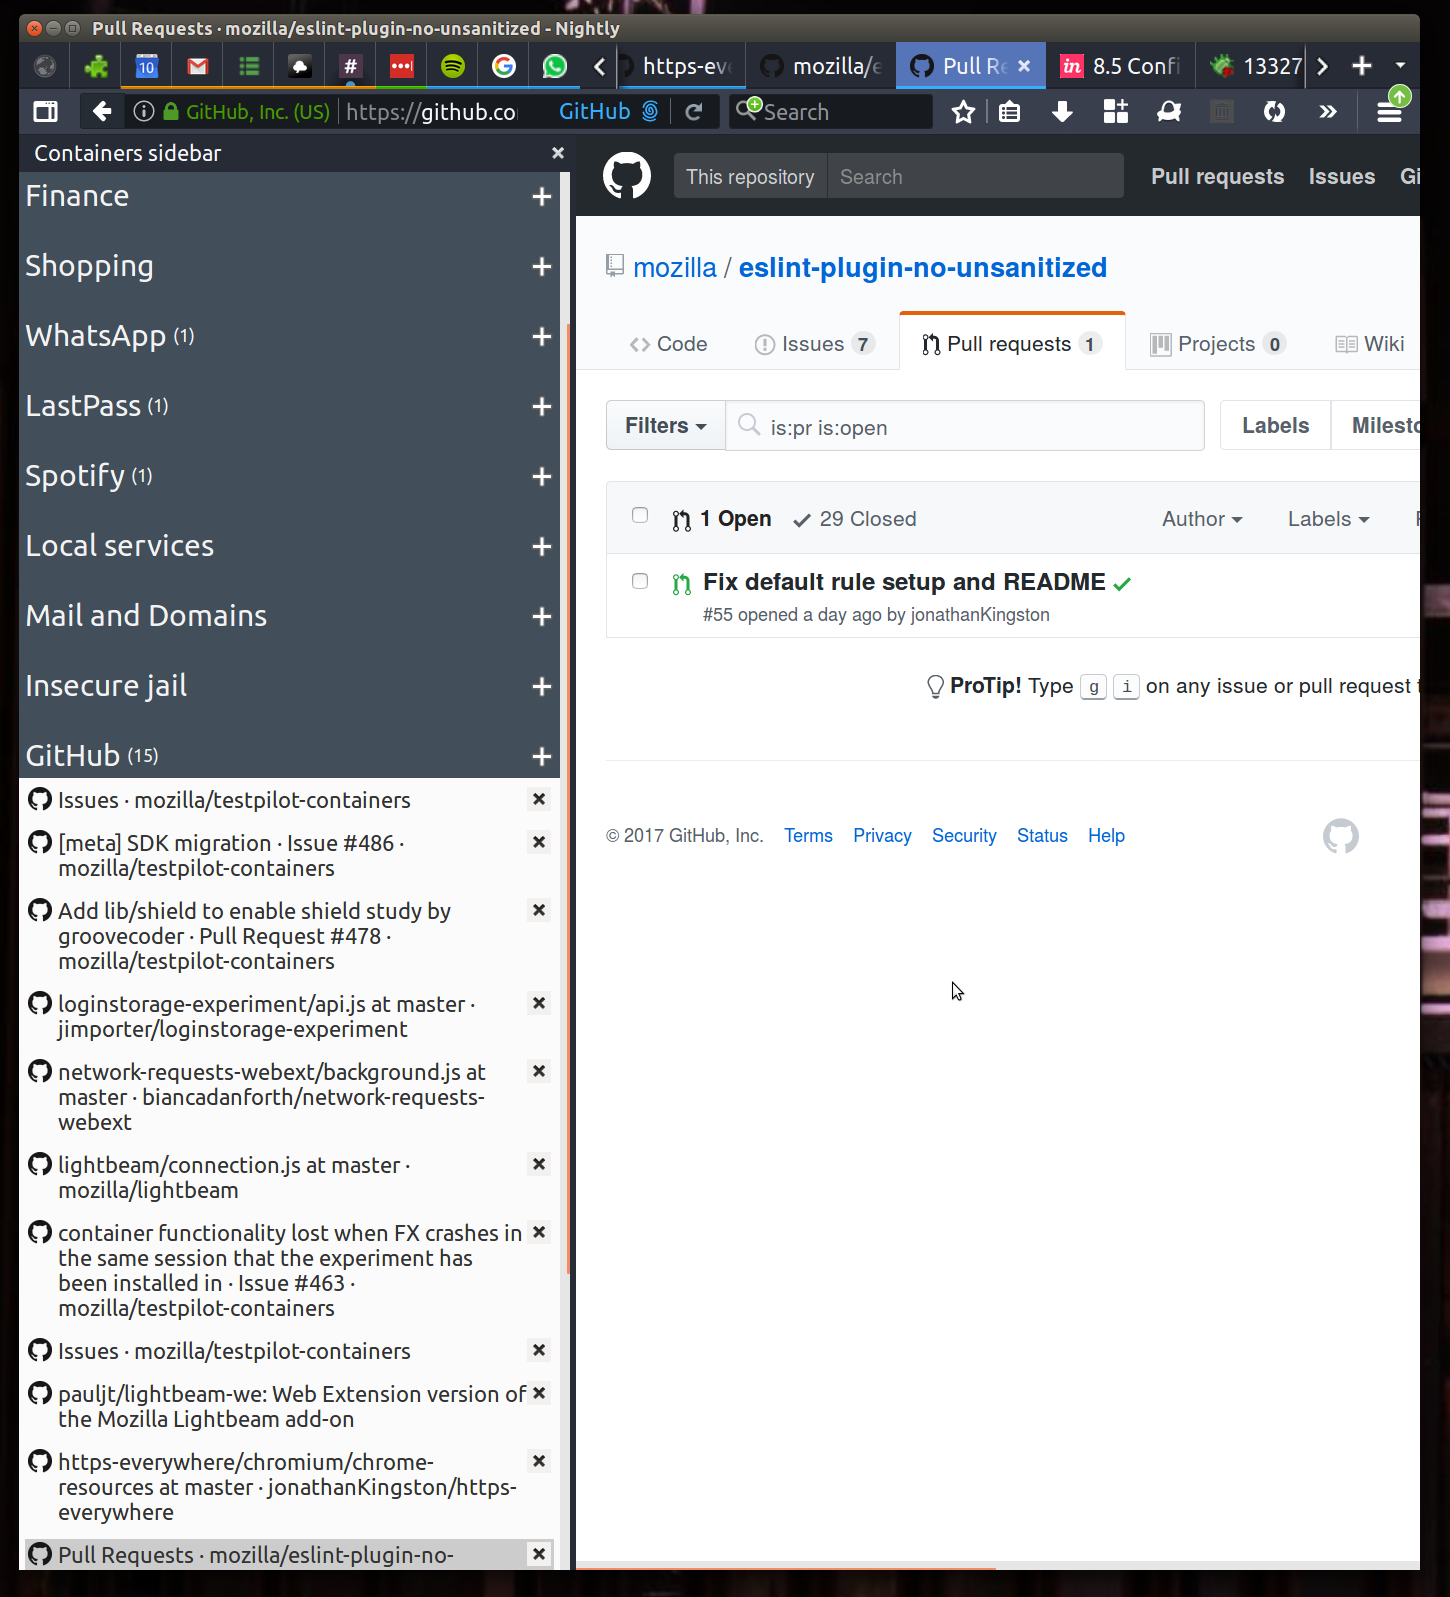 Pull Requests · mozilla/eslint-plugin-no-unsanitized - Nightly
10
#
https-eve
mozilla/e
Pull Re
in 8.5 Confi
13327
GitHub, Inc. (US)
https://github.co
GitHub
Search
Containers sidebar
Finance
Shopping
WhatsApp (1)
LastPass (1)
Spotify (1)
Local services
Mail and Domains
Insecure jail
GitHub (15)
Issues · mozilla/testpilot-containers
[meta] SDK migration · Issue #486 ·
mozilla/testpilot-containers
Add lib/shield to enable shield study by
groovecoder · Pull Request #478 ·
mozilla/testpilot-containers
loginstorage-experiment/api.js at master ·
jimporter/loginstorage-experiment
network-requests-webext/background.js at
master · biancadanforth/network-requests-
webext
lightbeam/connection.js at master ·
mozilla/lightbeam
container functionality lost when FX crashes in
the same session that the experiment has
been installed in · Issue #463 ·
mozilla/testpilot-containers
Issues · mozilla/testpilot-containers
pauljt/lightbeam-we: Web Extension version of
the Mozilla Lightbeam add-on
https-everywhere/chromium/chrome-
resources at master · jonathanKingston/https-
everywhere
Pull Requests · mozilla/eslint-plugin-no-
This repository
Search
Pull requests
Issues
Gi
mozilla / eslint-plugin-no-unsanitized
Code
Issues 7
Pull requests 1
Projects 0
Wiki
Filters
is:pr is:open
Labels
Milesto
1 Open
29 Closed
Author
Labels
Fix default rule setup and README
#55 opened a day ago by jonathanKingston
ProTip! Type g i on any issue or pull request t
© 2017 GitHub, Inc.
Terms
Privacy
Security
Status
Help